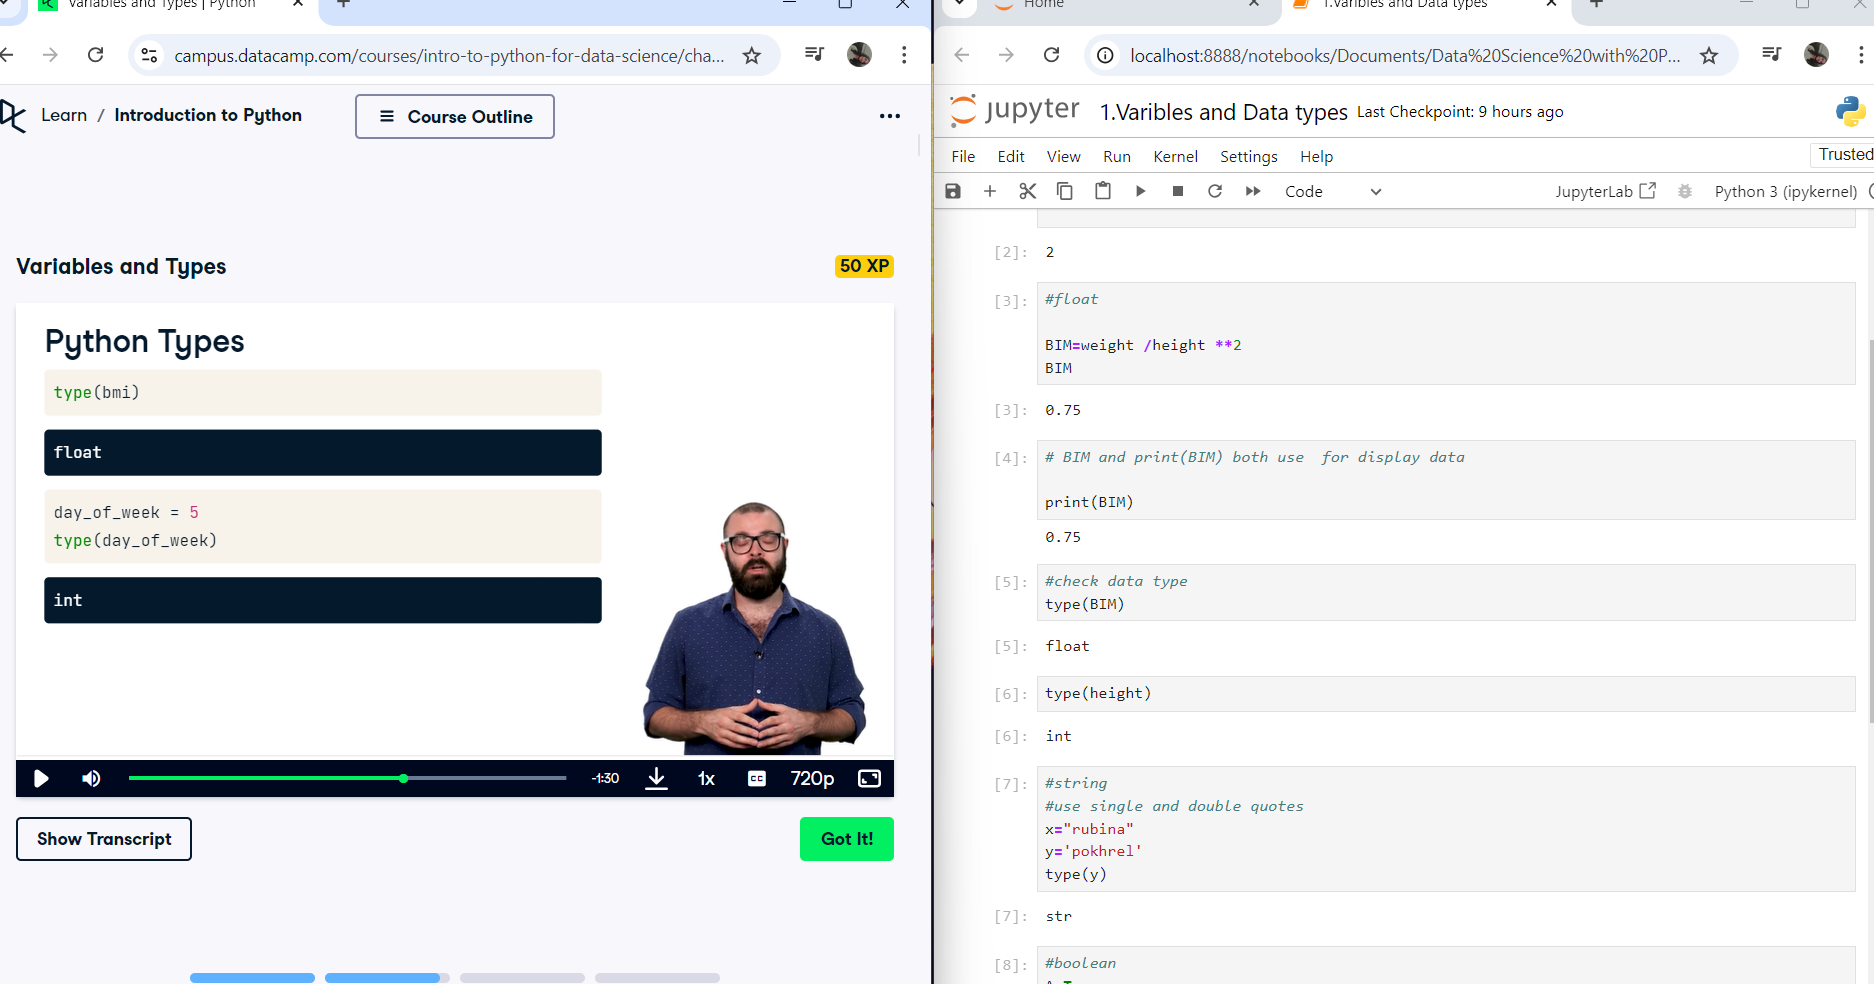 Variables and Types | Python
campus.datacamp.com/courses/intro-to-python-for-data-science/cha...
Learn / Introduction to Python
Course Outline
Variables and Types
50 XP
Python Types
type(bmi)
float
day_of_week = 5
type(day_of_week)
int
-1:30
1x
CC
720p
Show Transcript
Got It!
Home
1.Varibles and Data types
localhost:8888/notebooks/Documents/Data%20Science%20with%20P...
jupyter
1.Varibles and Data types
Last Checkpoint: 9 hours ago
File Edit View Run Kernel Settings Help
Trusted
Code
JupyterLab
Python 3 (ipykernel)
[2]: 2
[3]: #float
BIM=weight /height **2
BIM
[3]: 0.75
[4]: # BIM and print(BIM) both use  for display data
print(BIM)
0.75
[5]: #check data type
type(BIM)
[5]: float
[6]: type(height)
[6]: int
[7]: #string
#use single and double quotes
x="rubina"
y='pokhrel'
type(y)
[7]: str
[8]: #boolean